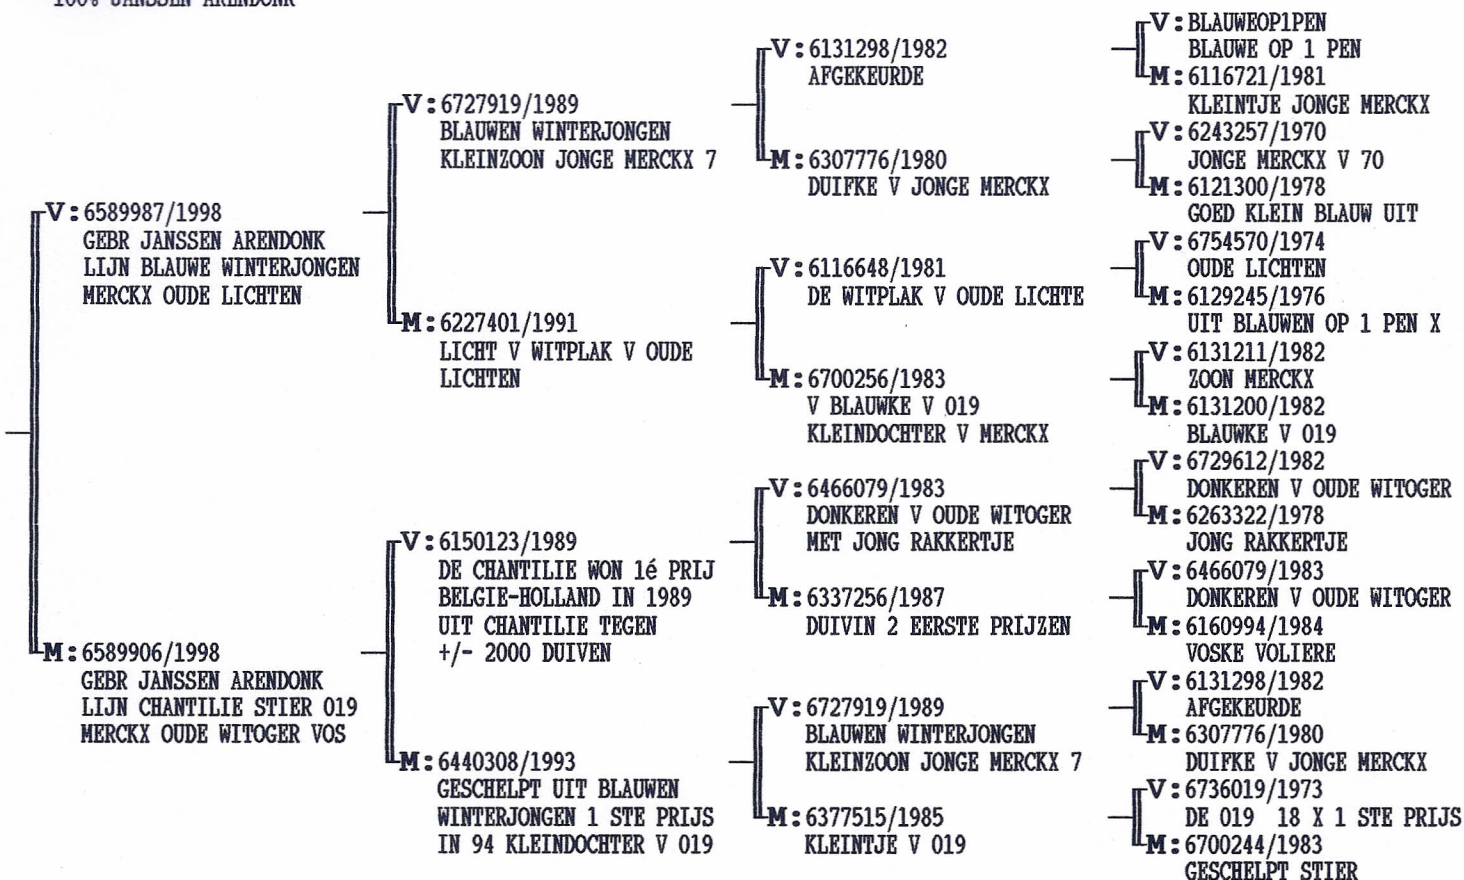 100% JANSSEN ARENDONK
V: 6589987/1998
GEBR JANSSEN ARENDONK
LIJN BLAUWE WINTERJONGEN
MERCKX OUDE LICHTEN
M: 6589906/1998
GEBR JANSSEN ARENDONK
LIJN CHANTILIE STIER 019
MERCKX OUDE WITOGER VOS
V: 6727919/1989
BLAUWEN WINTERJONGEN
KLEINZOON JONGE MERCKX 7
M: 6227401/1991
LICHT V WITPLAK V OUDE
LICHTEN
V: 6150123/1989
DE CHANTILIE WON 1é PRIJ
BELGIE-HOLLAND IN 1989
UIT CHANTILIE TEGEN
+/- 2000 DUIVEN
M: 6440308/1993
GESCHELPT UIT BLAUWEN
WINTERJONGEN 1 STE PRIJS
IN 94 KLEINDOCHTER V 019
V: 6131298/1982
AFGEKEURDE
M: 6307776/1980
DUIFKE V JONGE MERCKX
V: 6116648/1981
DE WITPLAK V OUDE LICHTE
M: 6700256/1983
V BLAUWKE V 019
KLEINDOCHTER V MERCKX
V: 6466079/1983
DONKEREN V OUDE WITOGER
MET JONG RAKKERTJE
M: 6337256/1987
DUIVIN 2 EERSTE PRIJZEN
V: 6727919/1989
BLAUWEN WINTERJONGEN
KLEINZOON JONGE MERCKX 7
M: 6377515/1985
KLEINTJE V 019
V: BLAUWEOP1PEN
BLAUWE OP 1 PEN
M: 6116721/1981
KLEINTJE JONGE MERCKX
V: 6243257/1970
JONGE MERCKX V 70
M: 6121300/1978
GOED KLEIN BLAUW UIT
V: 6754570/1974
OUDE LICHTEN
M: 6129245/1976
UIT BLAUWEN OP 1 PEN X
V: 6131211/1982
ZOON MERCKX
M: 6131200/1982
BLAUWKE V 019
V: 6729612/1982
DONKEREN V OUDE WITOGER
M: 6263322/1978
JONG RAKKERTJE
V: 6466079/1983
DONKEREN V OUDE WITOGER
M: 6160994/1984
VOSKE VOLIERE
V: 6131298/1982
AFGEKEURDE
M: 6307776/1980
DUIFKE V JONGE MERCKX
V: 6736019/1973
DE 019 18 X 1 STE PRIJS
M: 6700244/1983
GESCHELPT STIER